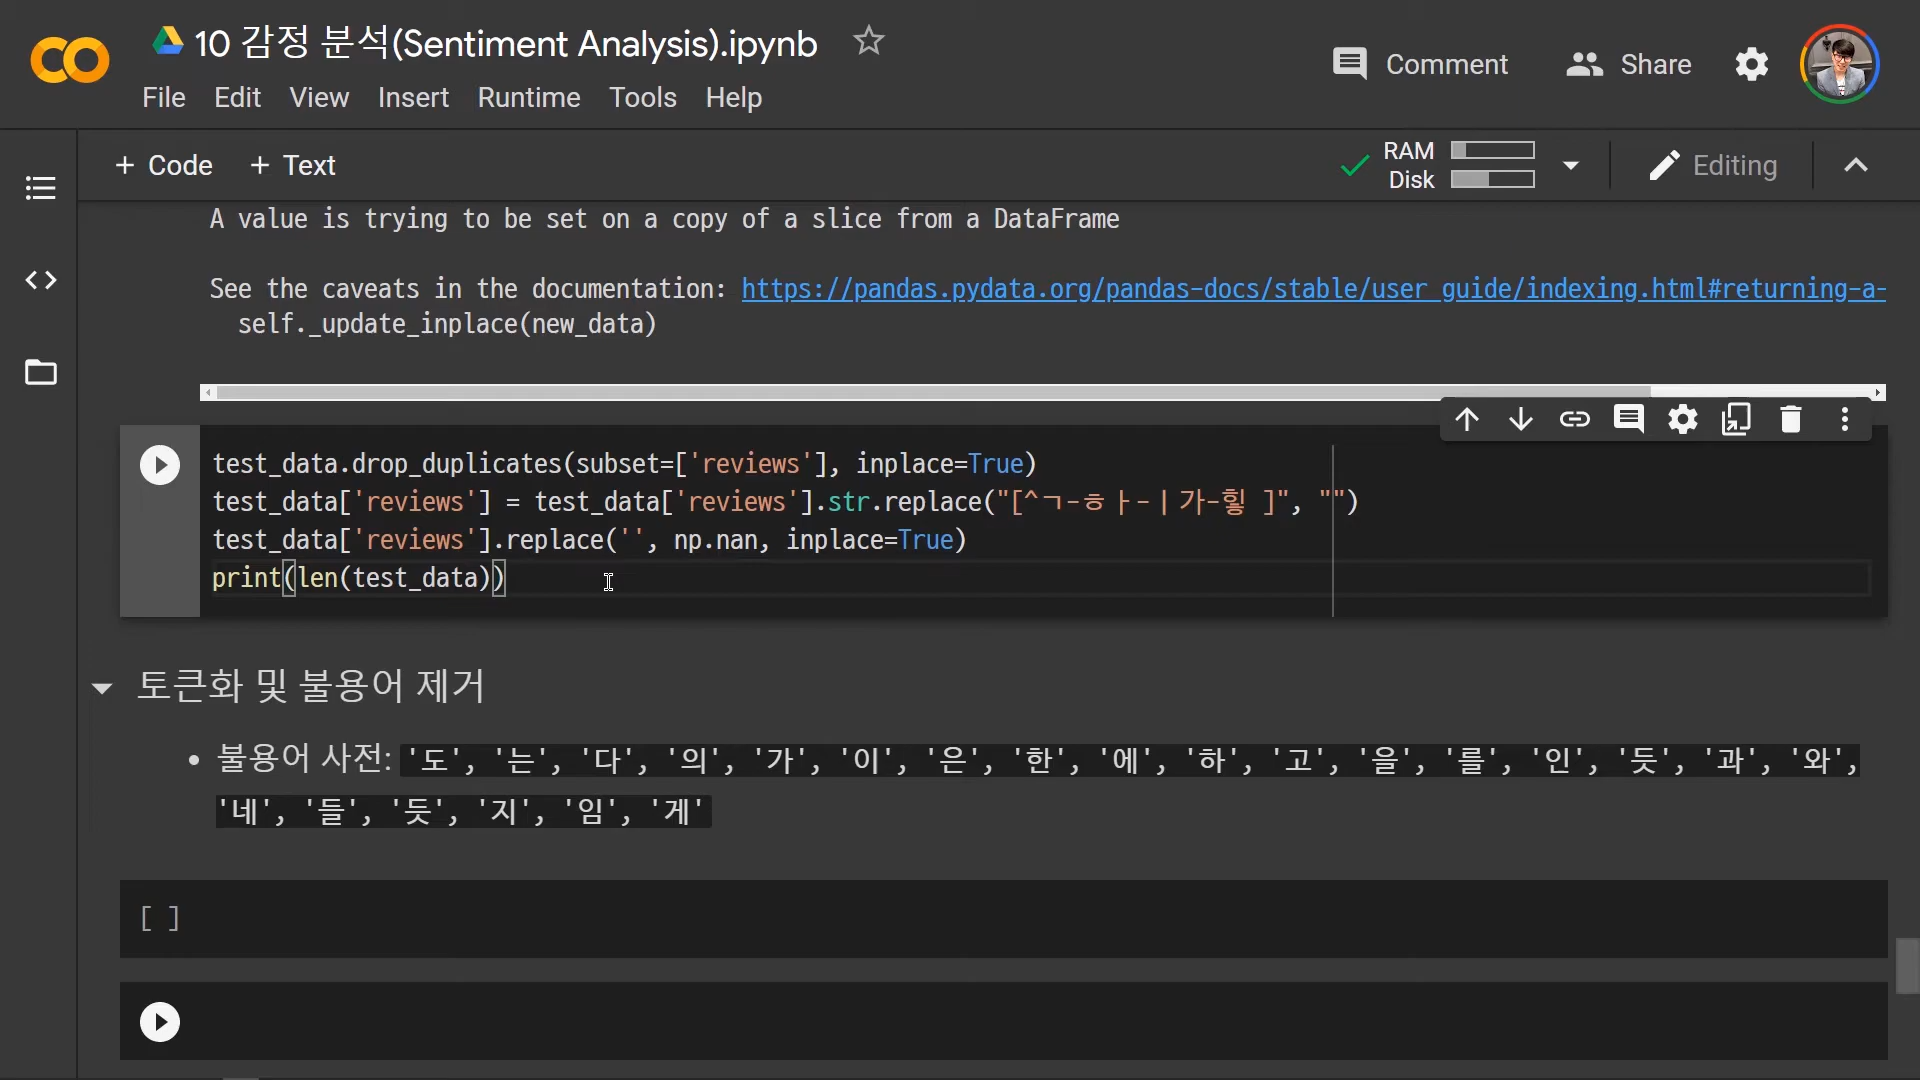 10 감정 분석(Sentiment Analysis).ipynb
File Edit View Insert Runtime Tools Help
Comment Share
+ Code + Text
RAM
Disk
Editing
A value is trying to be set on a copy of a slice from a DataFrame
See the caveats in the documentation: https://pandas.pydata.org/pandas-docs/stable/user_guide/indexing.html#returning-a-
self._update_inplace(new_data)
test_data.drop_duplicates(subset=['reviews'], inplace=True)
test_data['reviews'] = test_data['reviews'].str.replace("[^ㄱ-ㅎㅏ-ㅣ가-힣 ]", "")
test_data['reviews'].replace('', np.nan, inplace=True)
print(len(test_data))
토큰화 및 불용어 제거
• 불용어 사전: '도', '는', '다', '의', '가', '이', '은', '한', '에', '하', '고', '을', '를', '인', '듯', '과', '와',
'네', '들', '듯', '지', '임', '게'
[ ]